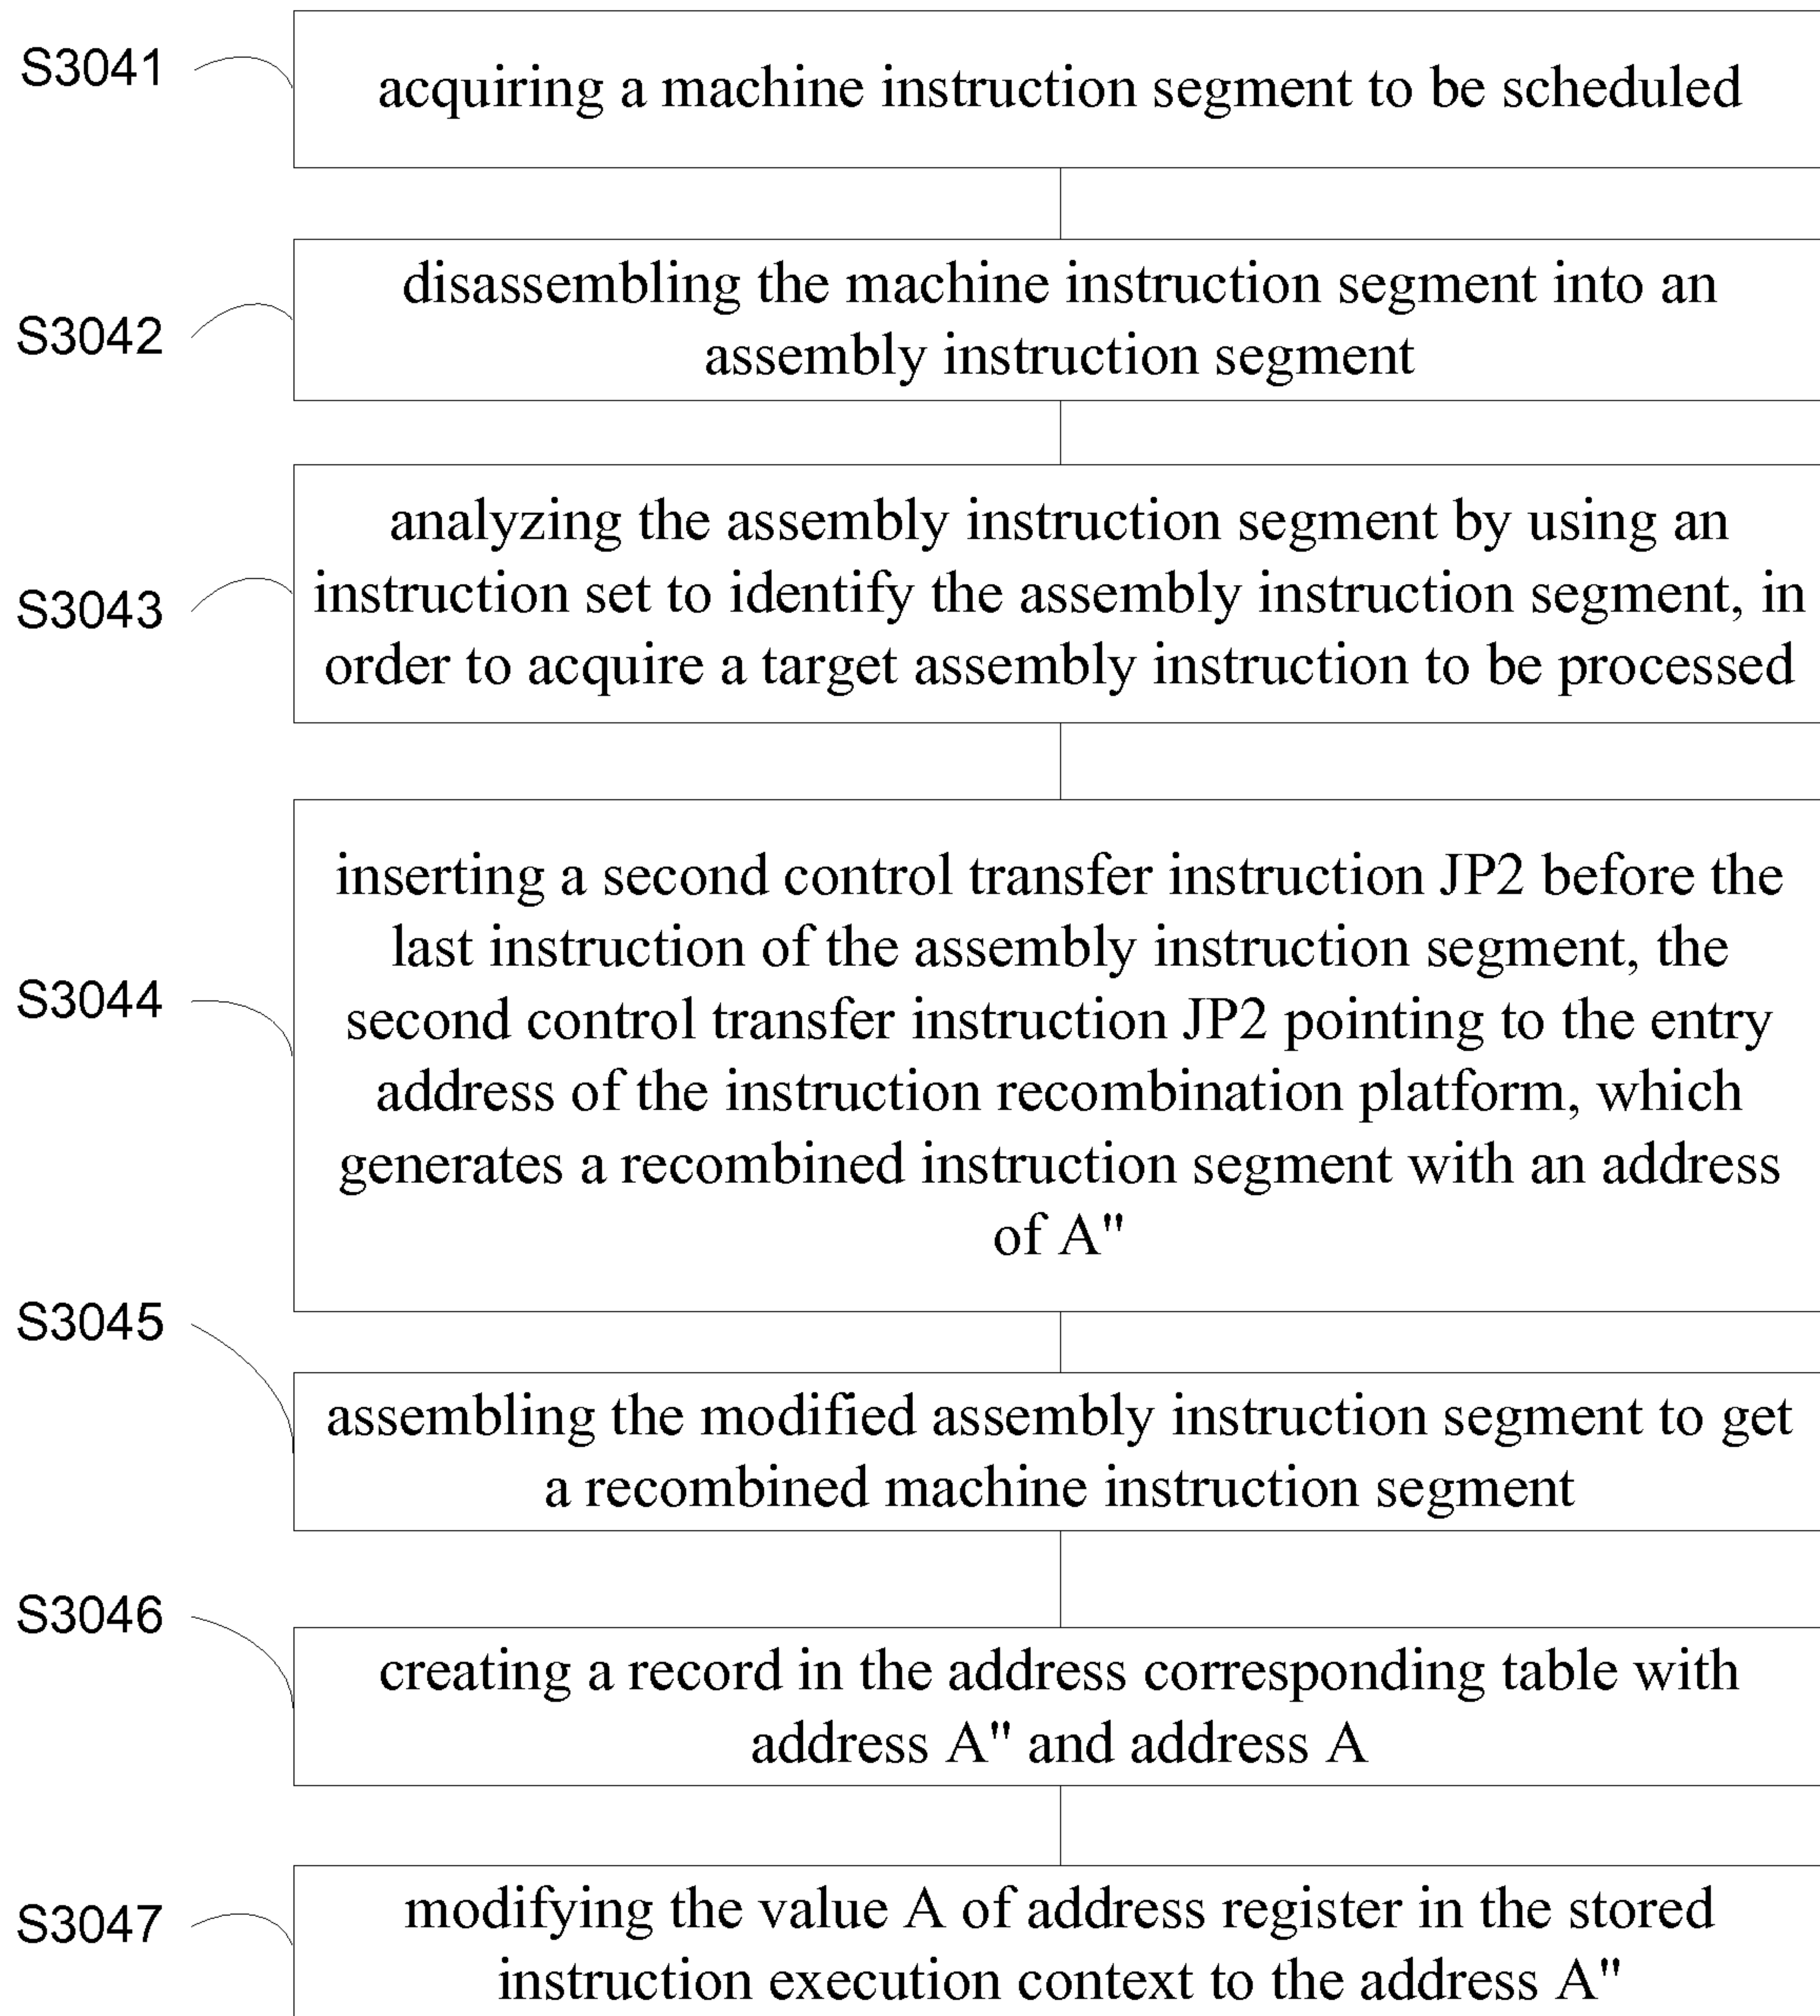 S3041
acquiring a machine instruction segment to be scheduled
S3042
disassembling the machine instruction segment into an
assembly instruction segment
S3043
analyzing the assembly instruction segment by using an
instruction set to identify the assembly instruction segment, in
order to acquire a target assembly instruction to be processed
S3044
inserting a second control transfer instruction JP2 before the
last instruction of the assembly instruction segment, the
second control transfer instruction JP2 pointing to the entry
address of the instruction recombination platform, which
generates a recombined instruction segment with an address
of A"
S3045
assembling the modified assembly instruction segment to get
a recombined machine instruction segment
S3046
creating a record in the address corresponding table with
address A" and address A
S3047
modifying the value A of address register in the stored
instruction execution context to the address A"